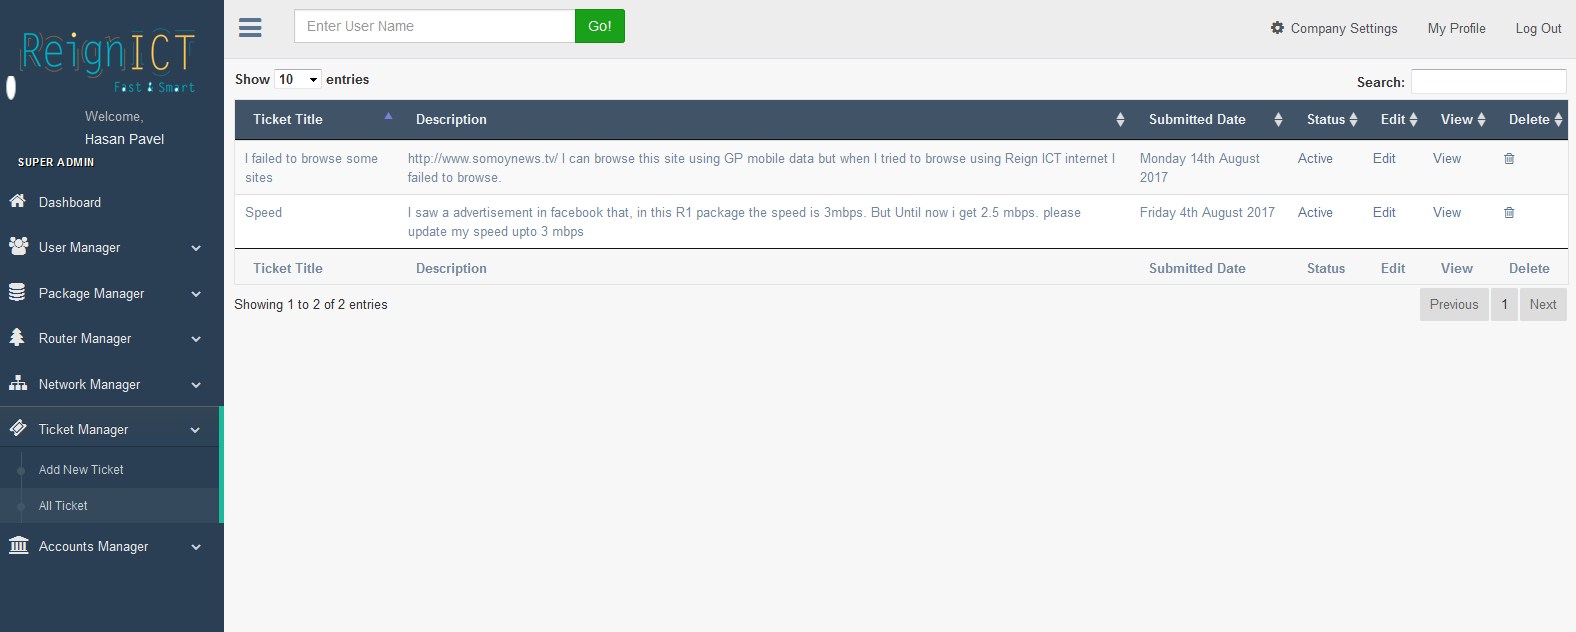 ReignICT
Fast & Smart
Welcome,
Hasan Pavel
SUPER ADMIN
Dashboard
User Manager
Package Manager
Router Manager
Network Manager
Ticket Manager
Add New Ticket
All Ticket
Accounts Manager
Enter User Name Go!
Company Settings My Profile Log Out
Show 10 entries
Search:
Ticket Title Description Submitted Date Status Edit View Delete
I failed to browse some http://www.somoynews.tv/ I can browse this site using GP mobile data but when I tried to browse using Reign ICT internet I Monday 14th August Active Edit View
sites failed to browse. 2017
Speed I saw a advertisement in facebook that, in this R1 package the speed is 3mbps. But Until now i get 2.5 mbps. please Friday 4th August 2017 Active Edit View
update my speed upto 3 mbps
Ticket Title Description Submitted Date Status Edit View Delete
Showing 1 to 2 of 2 entries
Previous 1 Next